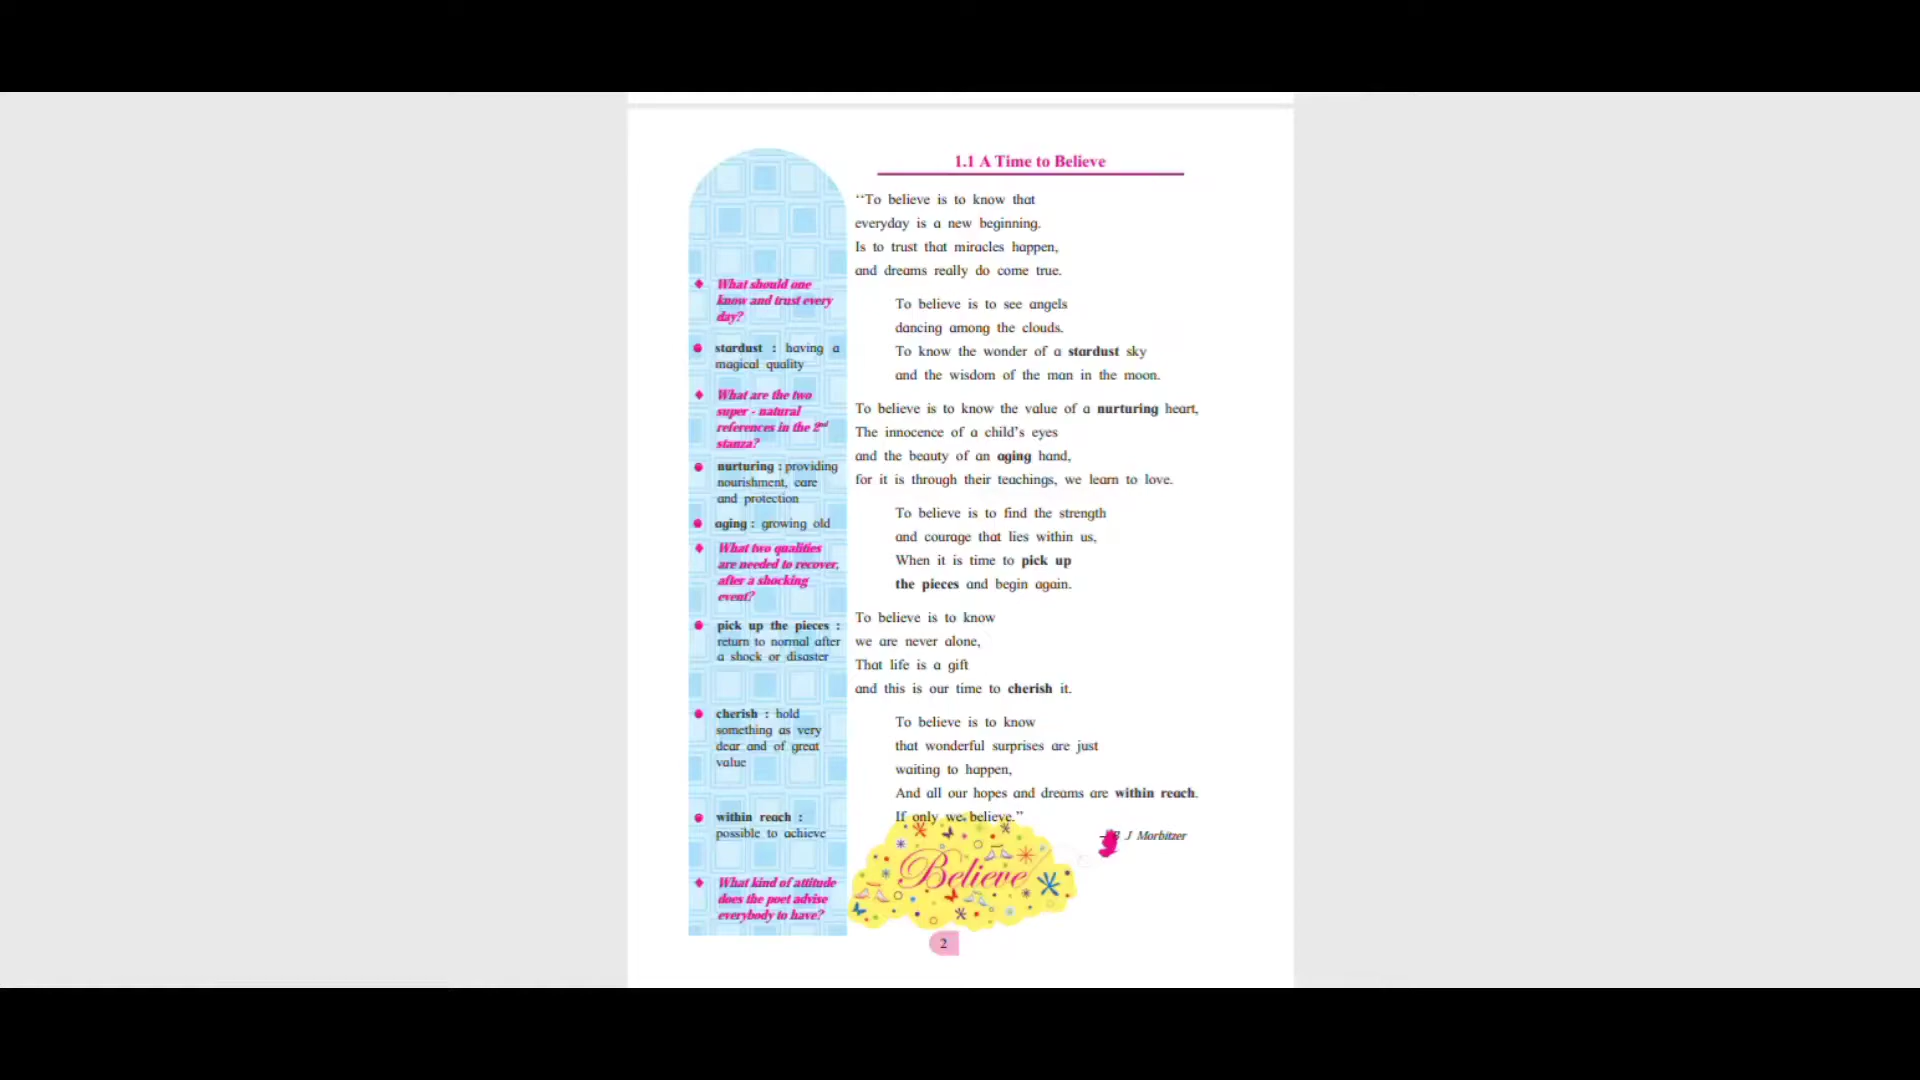 1.1 A Time to Believe
‘‘To believe is to know that
everyday is a new beginning.
Is to trust that miracles happen,
and dreams really do come true.
To believe is to see angels
dancing among the clouds.
To know the wonder of a stardust sky
and the wisdom of the man in the moon.
To believe is to know the value of a nurturing heart,
The innocence of a child’s eyes
and the beauty of an aging hand,
for it is through their teachings, we learn to love.
To believe is to find the strength
and courage that lies within us,
When it is time to pick up
the pieces and begin again.
To believe is to know
we are never alone,
That life is a gift
and this is our time to cherish it.
To believe is to know
that wonderful surprises are just
waiting to happen,
And all our hopes and dreams are within reach.
If only we believe.’’
J Morbitzer
What should one
know and trust every
day?
stardust : having a
magical quality
What are the two
super - natural
references in the 2nd
stanza?
nurturing : providing
nourishment, care
and protection
aging : growing old
What two qualities
are needed to recover,
after a shocking
event?
pick up the pieces :
return to normal after
a shock or disaster
cherish : hold
something as very
dear and of great
value
within reach :
possible to achieve
What kind of attitude
does the poet advise
everybody to have?
Believe
2